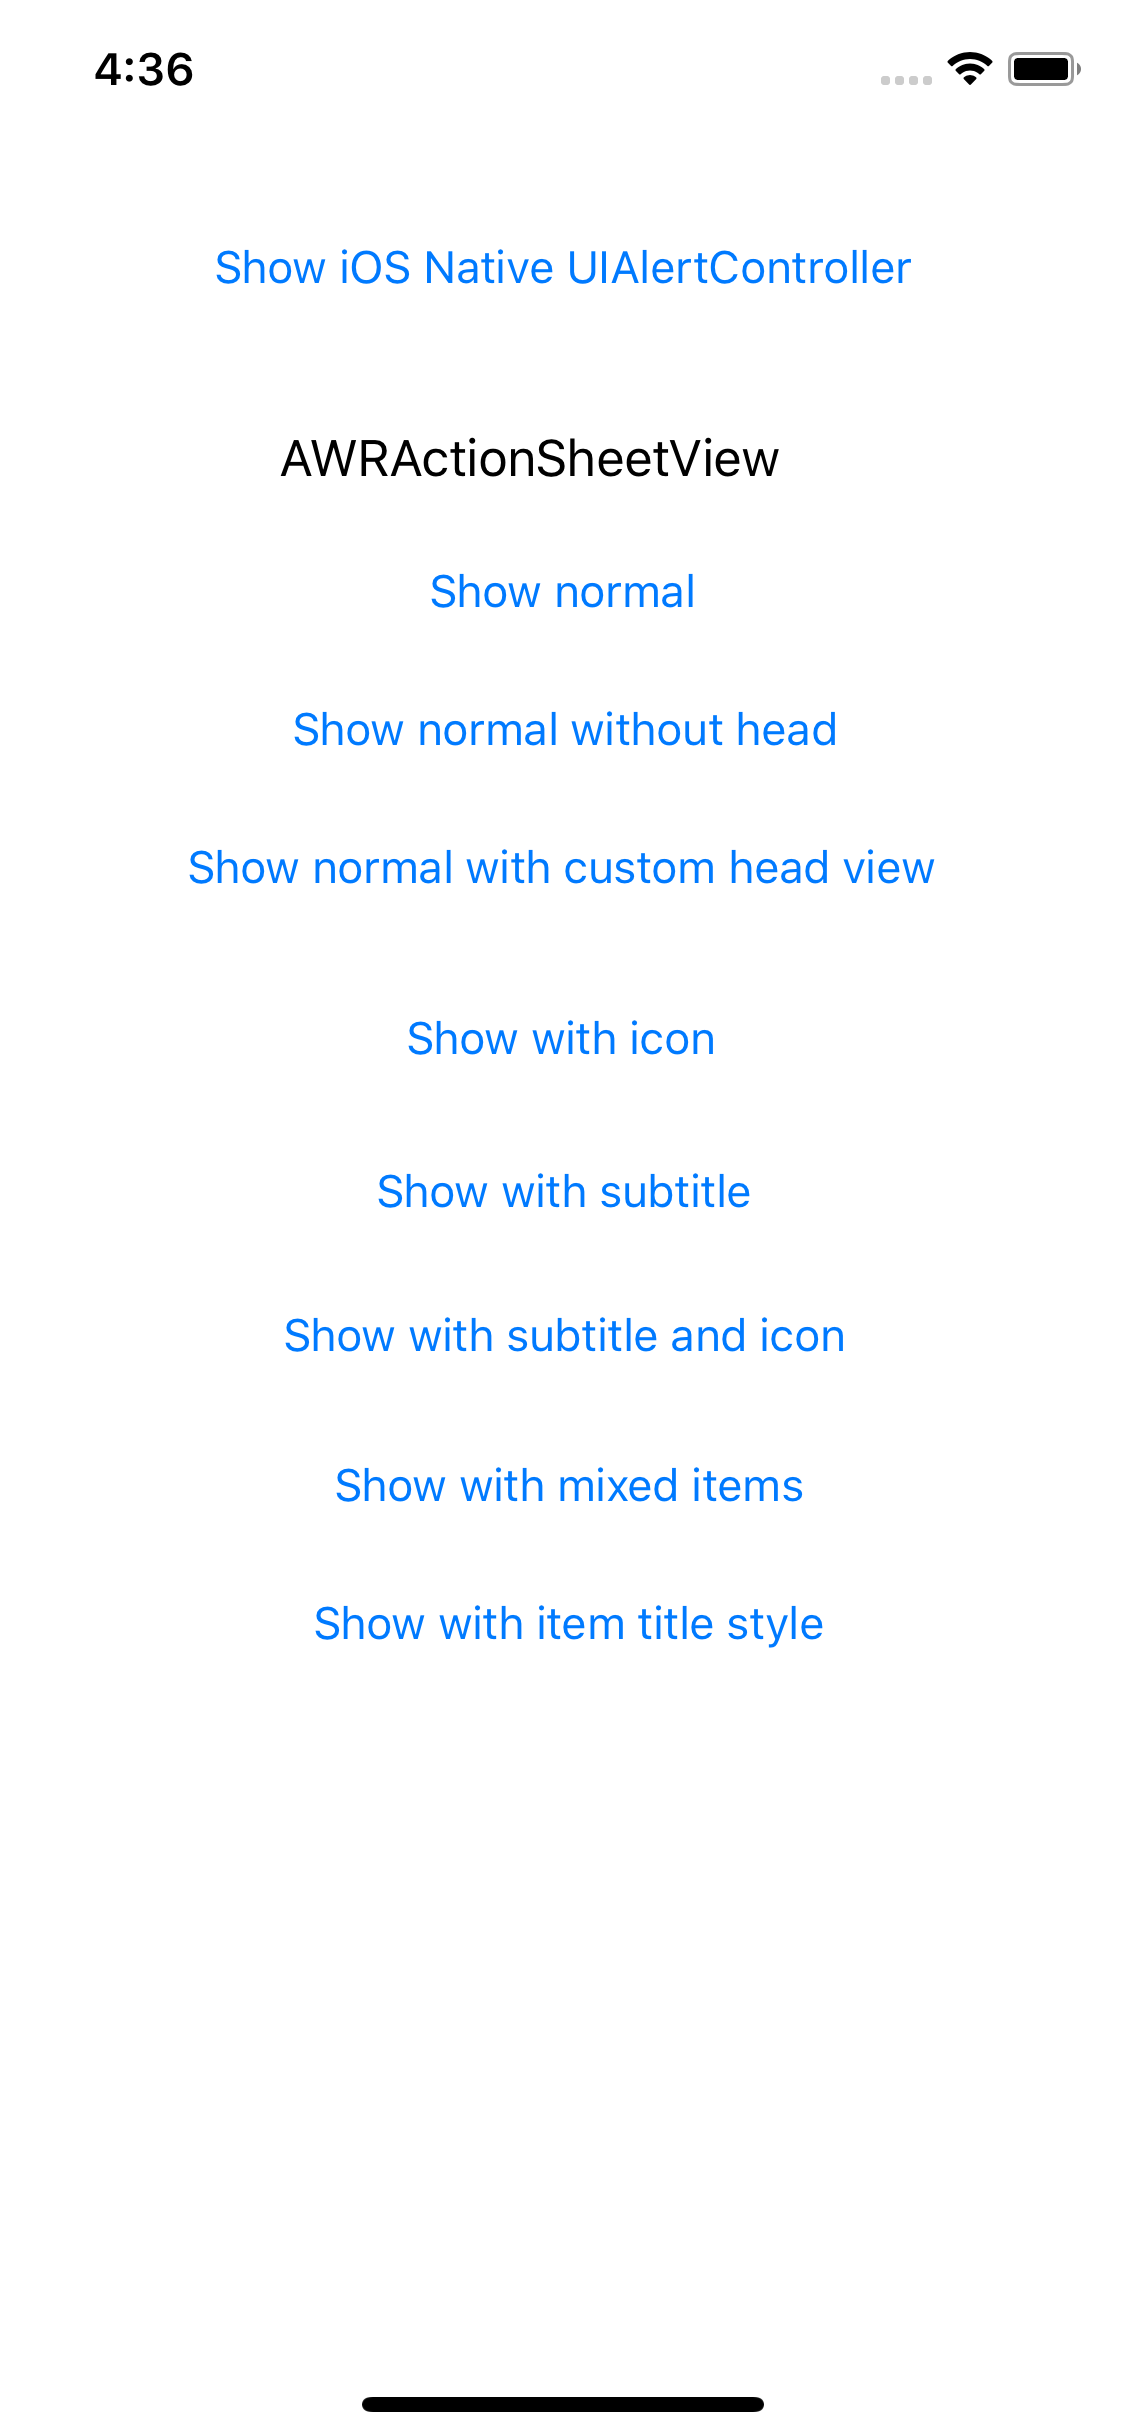 4:36
Show iOS Native UIAlertController
AWRActionSheetView
Show normal
Show normal without head
Show normal with custom head view
Show with icon
Show with subtitle
Show with subtitle and icon
Show with mixed items
Show with item title style